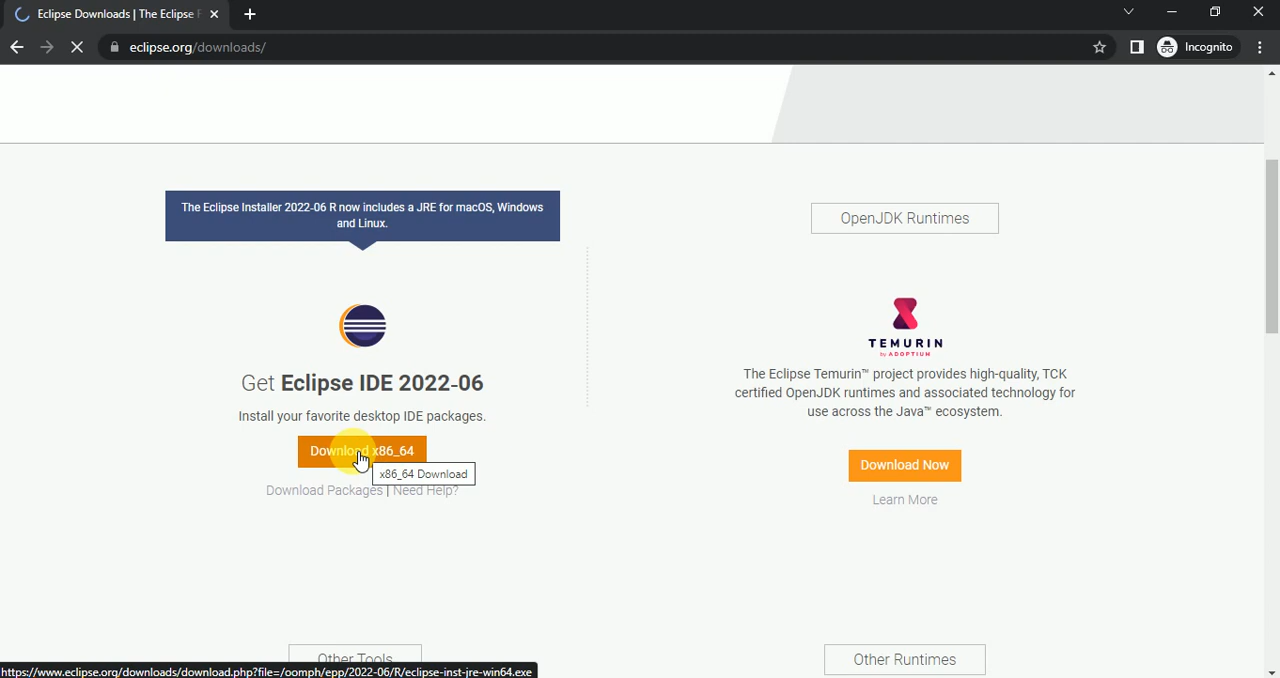 Eclipse Downloads | The Eclipse F
eclipse.org/downloads/
Incognito
The Eclipse Installer 2022-06 R now includes a JRE for macOS, Windows
and Linux.
Get Eclipse IDE 2022-06
Install your favorite desktop IDE packages.
Download x86_64
x86_64 Download
Download Packages | Need Help?
OpenJDK Runtimes
TEMURIN
by ADOPTIUM
The Eclipse Temurin™ project provides high-quality, TCK
certified OpenJDK runtimes and associated technology for
use across the Java™ ecosystem.
Download Now
Learn More
Other Tools
Other Runtimes
https://www.eclipse.org/downloads/download.php?file=/oomph/epp/2022-06/R/eclipse-inst-jre-win64.exe